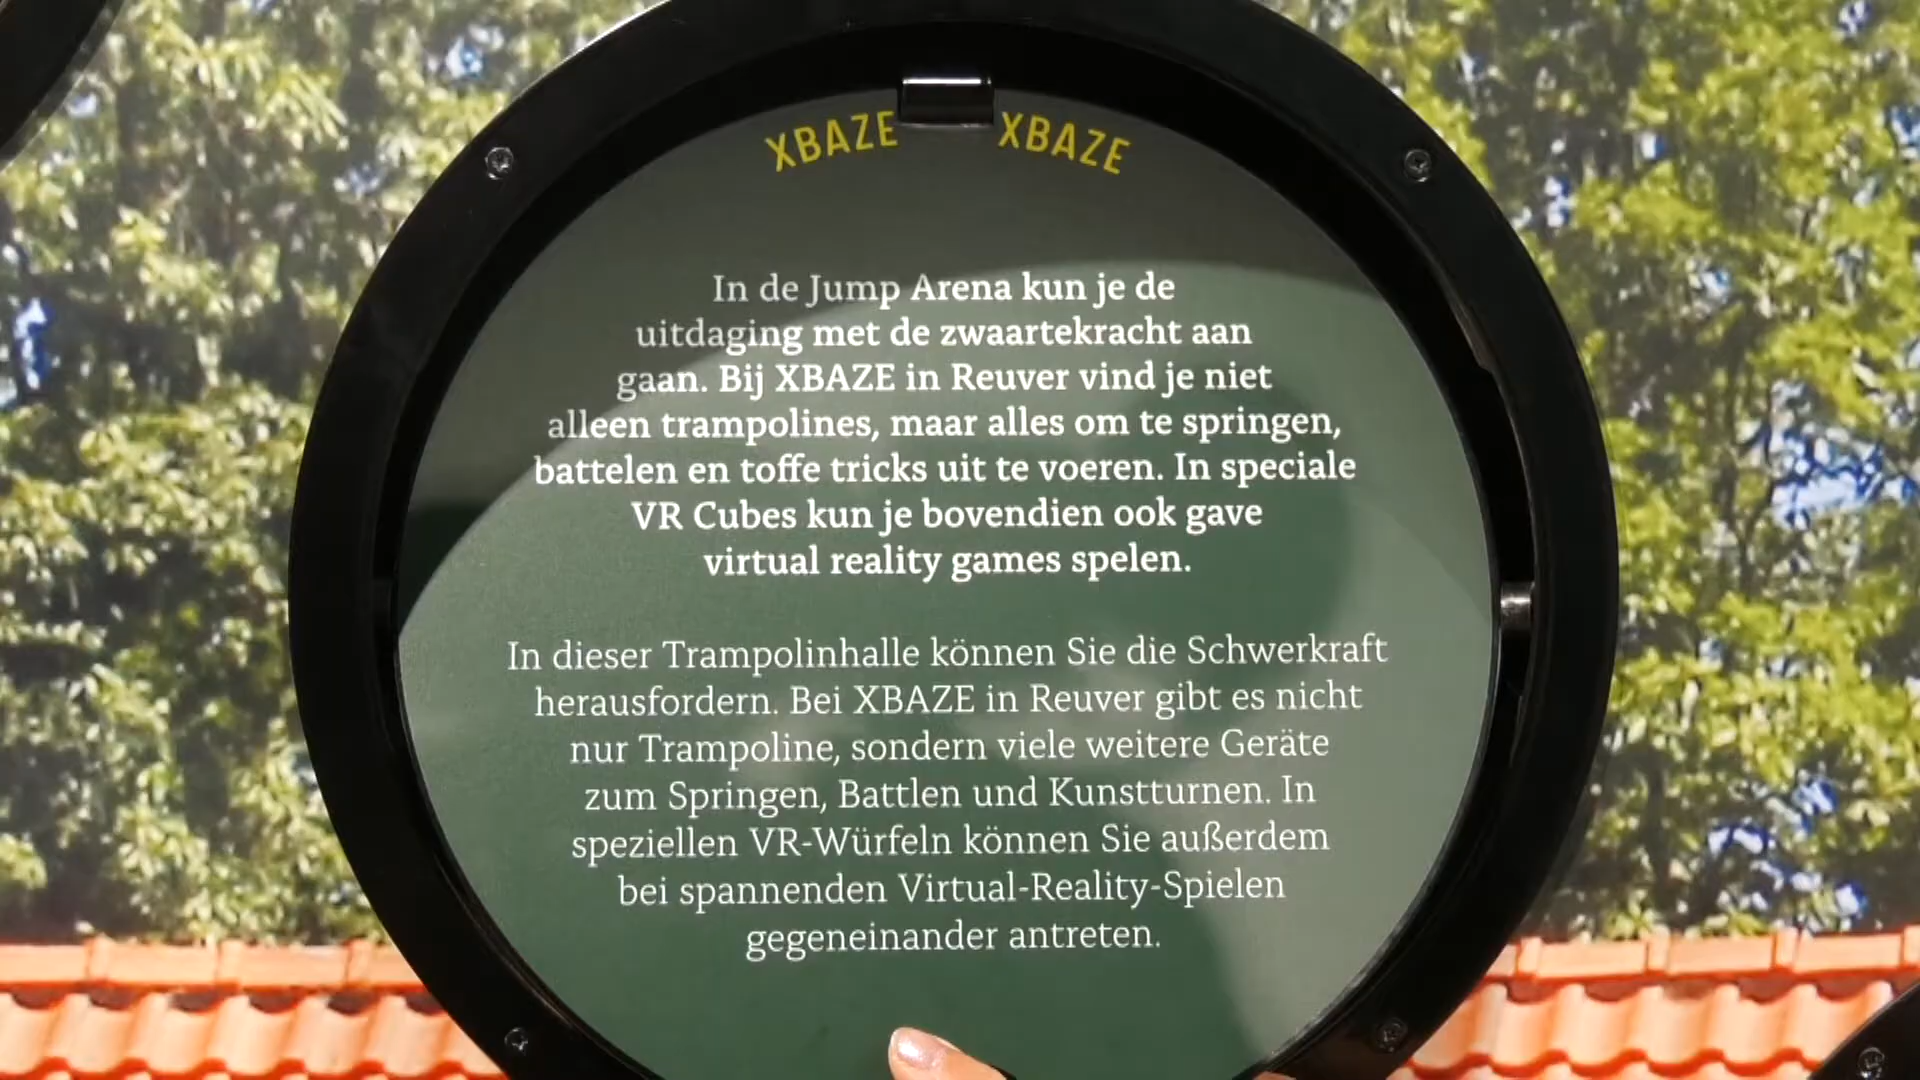 XBAZE XBAZE
In de Jump Arena kun je de
uitdaging met de zwaartekracht aan
gaan. Bij XBAZE in Reuver vind je niet
alleen trampolines, maar alles om te springen,
battelen en toffe tricks uit te voeren. In speciale
VR Cubes kun je bovendien ook gave
virtual reality games spelen.
In dieser Trampolinhalle können Sie die Schwerkraft
herausfordern. Bei XBAZE in Reuver gibt es nicht
nur Trampoline, sondern viele weitere Geräte
zum Springen, Battlen und Kunstturnen. In
speziellen VR-Würfeln können Sie außerdem
bei spannenden Virtual-Reality-Spielen
gegeneinander antreten.